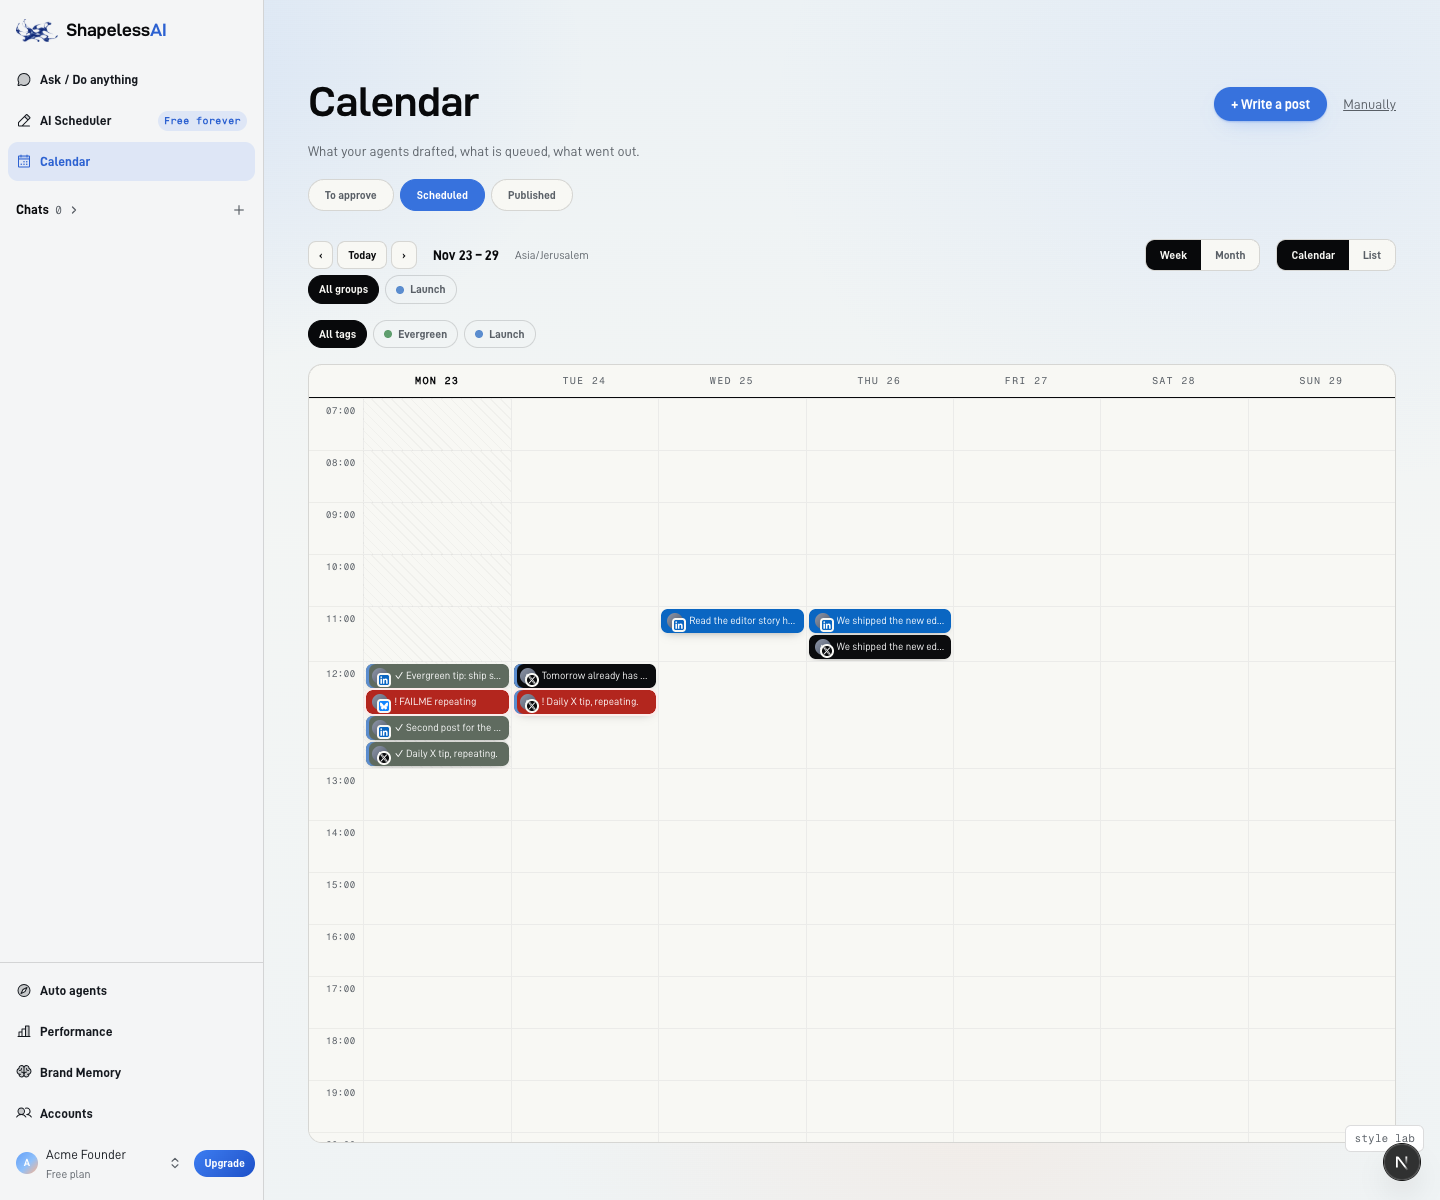 ShapelessAI
Ask / Do anything
AI Scheduler
Free forever
Calendar
Chats 0
Calendar
+ Write a post
Manually
What your agents drafted, what is queued, what went out.
To approve
Scheduled
Published
Today
Nov 23 – 29
Asia/Jerusalem
Week
Month
Calendar
List
All groups
Launch
All tags
Evergreen
Launch
MON 23
TUE 24
WED 25
THU 26
FRI 27
SAT 28
SUN 29
07:00
08:00
09:00
10:00
11:00
Read the editor story h...
We shipped the new ed...
We shipped the new ed...
12:00
✓ Evergreen tip: ship s...
Tomorrow already has ...
! FAILME repeating
! Daily X tip, repeating.
✓ Second post for the ...
✓ Daily X tip, repeating.
13:00
14:00
15:00
16:00
17:00
18:00
19:00
Auto agents
Performance
Brand Memory
Accounts
A
Acme Founder
Free plan
Upgrade
style lab
N